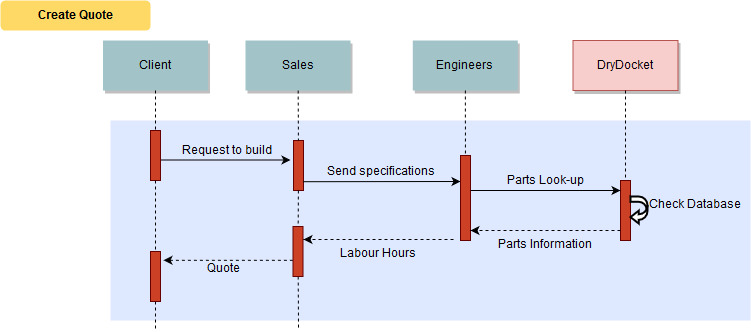 Create Quote
Client
Sales
Engineers
DryDocket
Request to build
Send specifications
Parts Look-up
Check Database
Parts Information
Labour Hours
Quote